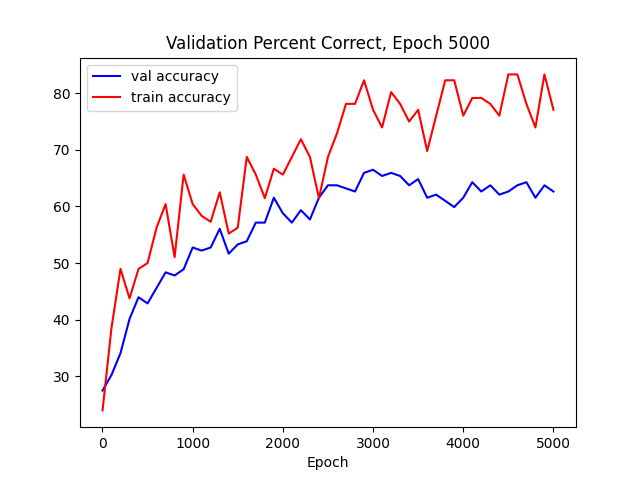 Validation Percent Correct, Epoch 5000
val accuracy
train accuracy
80
70
60
50
40
30
0 1000 2000 3000 4000 5000
Epoch